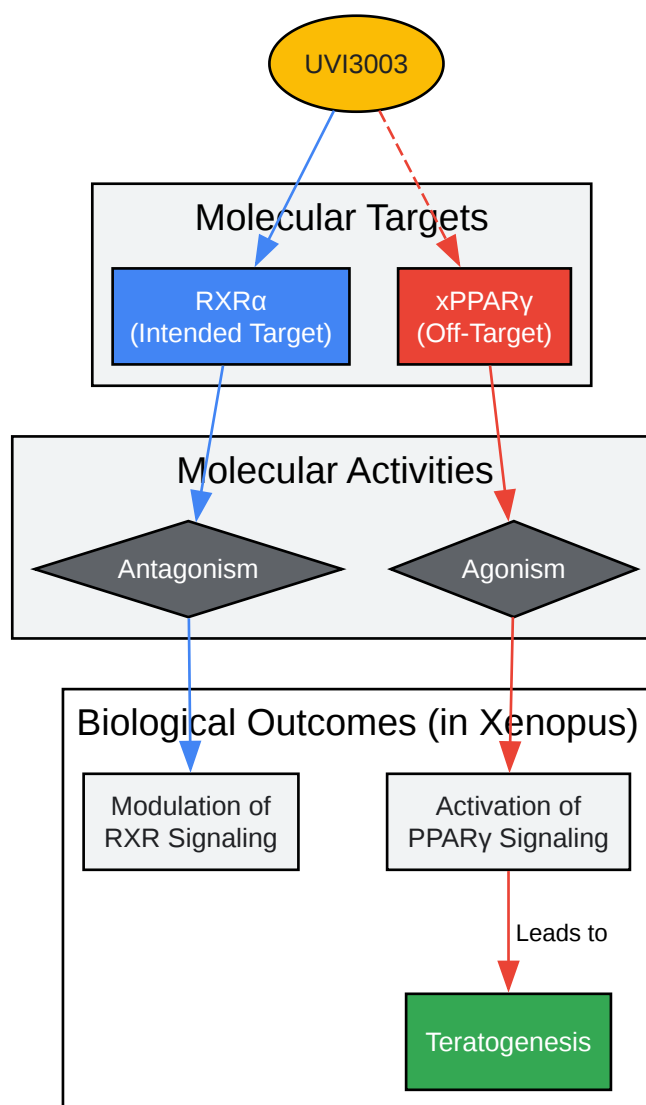 UVI3003
Molecular Targets
RXRα
(Intended Target)
xPPARγ
(Off-Target)
Molecular Activities
Antagonism
Agonism
Biological Outcomes (in Xenopus)
Modulation of
RXR Signaling
Activation of
PPARγ Signaling
Leads to
Teratogenesis